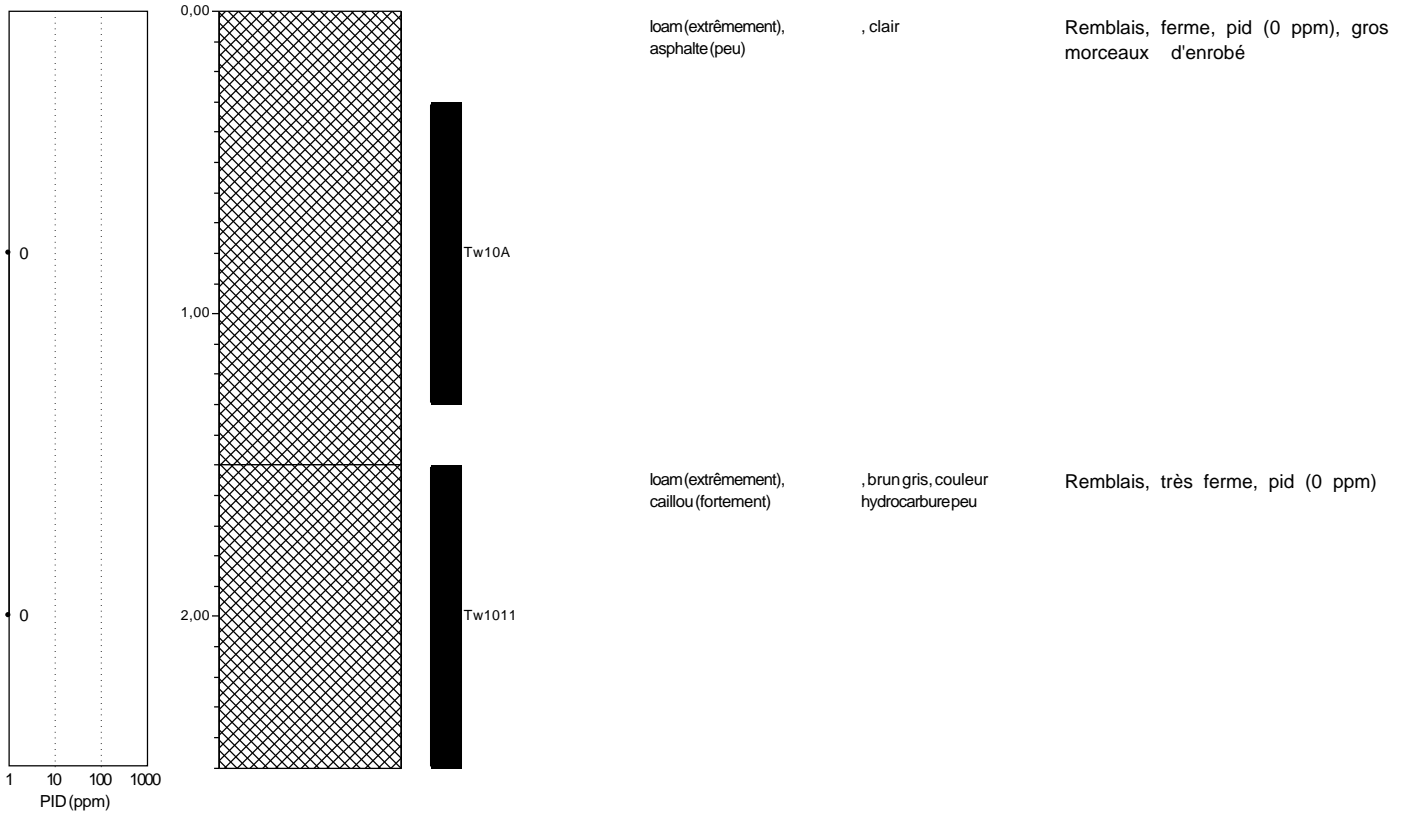 0,00
loam (extrêmement),
asphalte (peu)
, clair
Remblais, ferme, pid (0 ppm), gros
morceaux d'enrobé
0
Tw10A
1,00
loam (extrêmement),
caillou (fortement)
, brun gris, couleur
hydrocarbure peu
Remblais, très ferme, pid (0 ppm)
0
2,00
Tw1011
1 10 100 1000
PID (ppm)